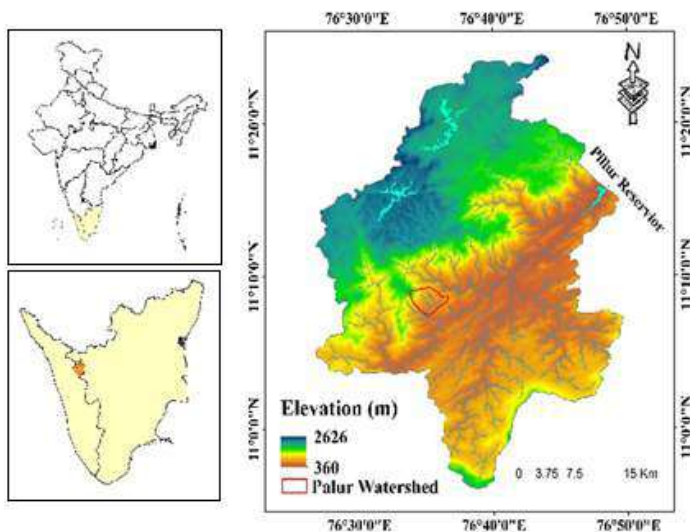 76°30'0"E 76°40'0"E 76°50'0"E
N
11°20'0"N
11°20'0"N
Pillur Reservior
11°10'0"N
11°10'0"N
11°0'0"N
11°0'0"N
Elevation (m)
2626
360
Palur Watershed
0 3.75 7.5 15 Km
76°30'0"E 76°40'0"E 76°50'0"E